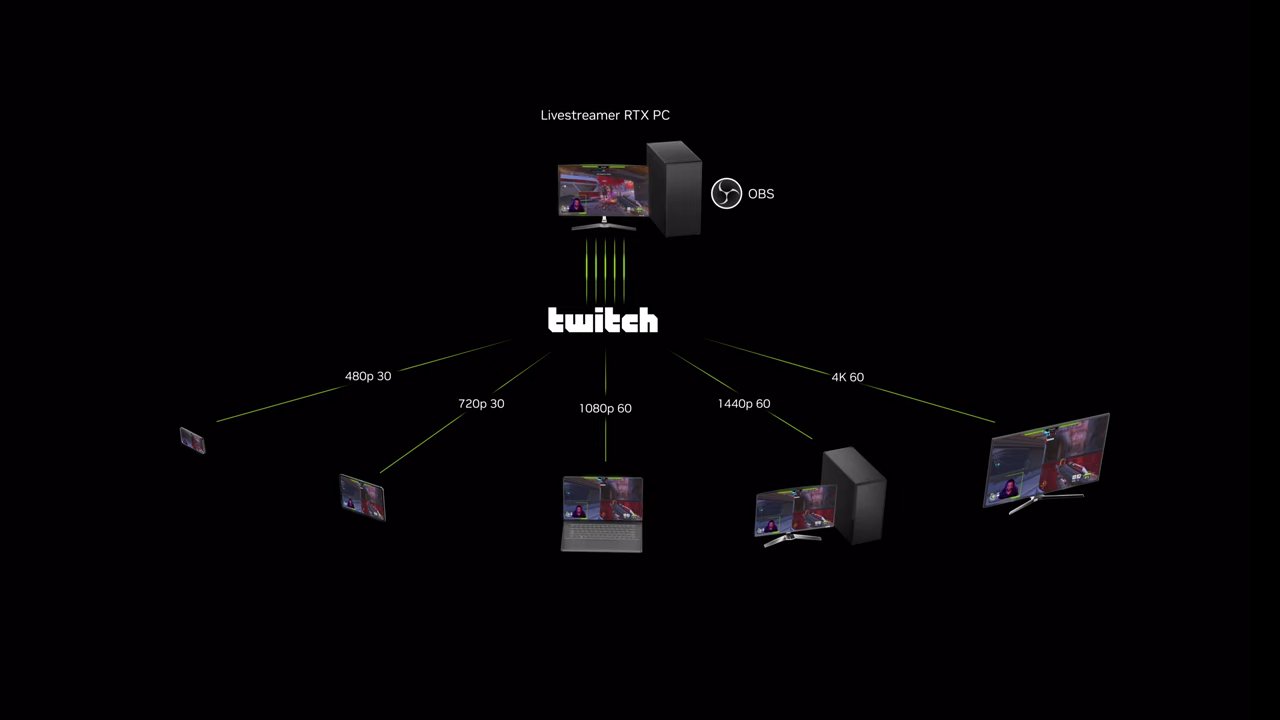 Livestreamer RTX PC
OBS
twitch
480p 30
720p 30
1080p 60
1440p 60
4K 60